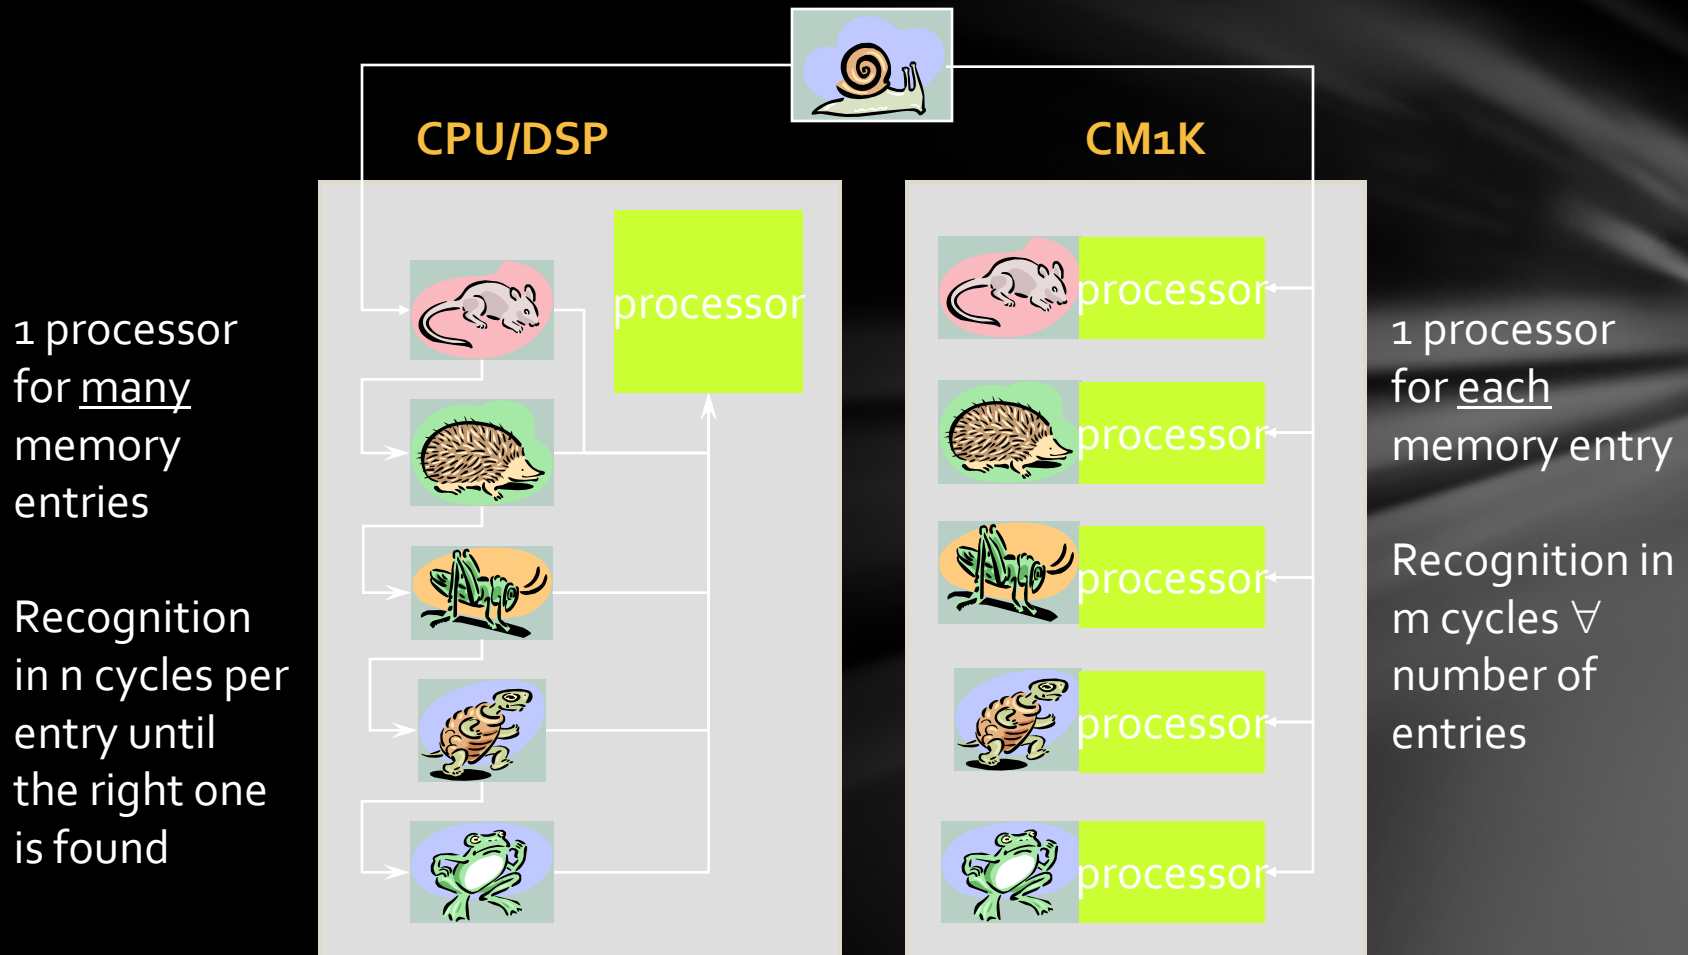 CPU/DSP
CM1K
1 processor
for many
memory
entries
Recognition
in n cycles per
entry until
the right one
is found
processor
processor
processor
processor
processor
processor
1 processor
for each
memory entry
Recognition in
m cycles ∀
number of
entries